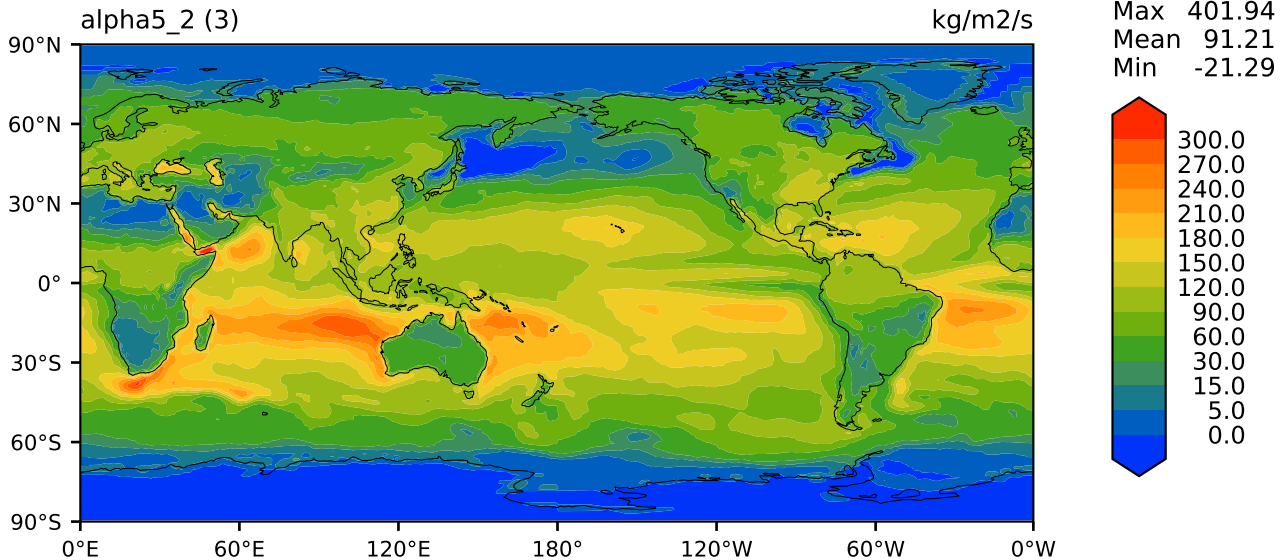 alpha5_2 (3)
kg/m2/s
Max 401.94
Mean 91.21
Min -21.29
90°N
60°N
30°N
0°
30°S
60°S
90°S
0°E
60°E
120°E
180°
120°W
60°W
0°W
300.0
270.0
240.0
210.0
180.0
150.0
120.0
90.0
60.0
30.0
15.0
5.0
0.0